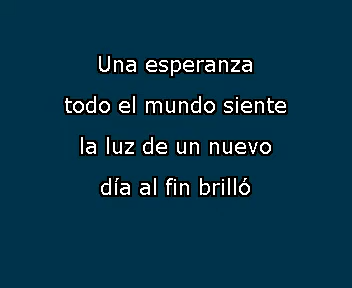 Una esperanza
todo el mundo siente
la luz de un nuevo
día al fin brilló